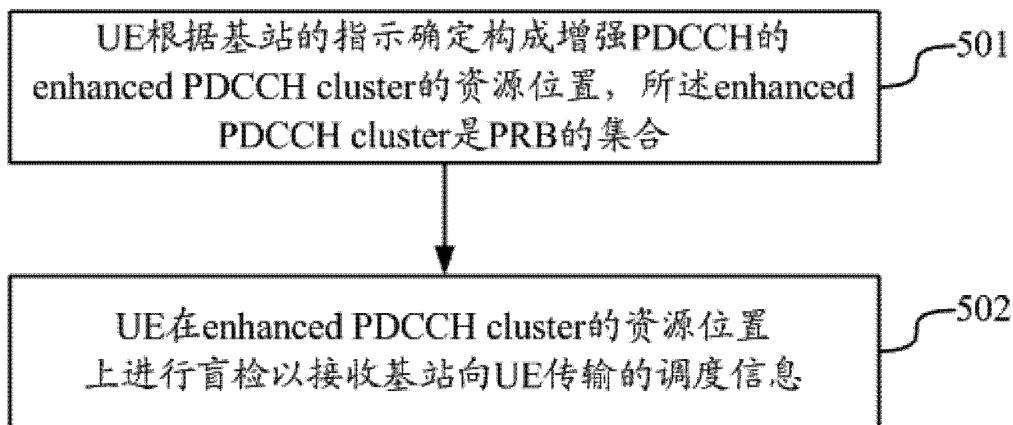 UE根据基站的指示确定构成增强PDCCH的
enhanced PDCCH cluster的资源位置，所述enhanced
PDCCH cluster是PRB的集合
501
UE在enhanced PDCCH cluster的资源位置
上进行盲检以接收基站向UE传输的调度信息
502